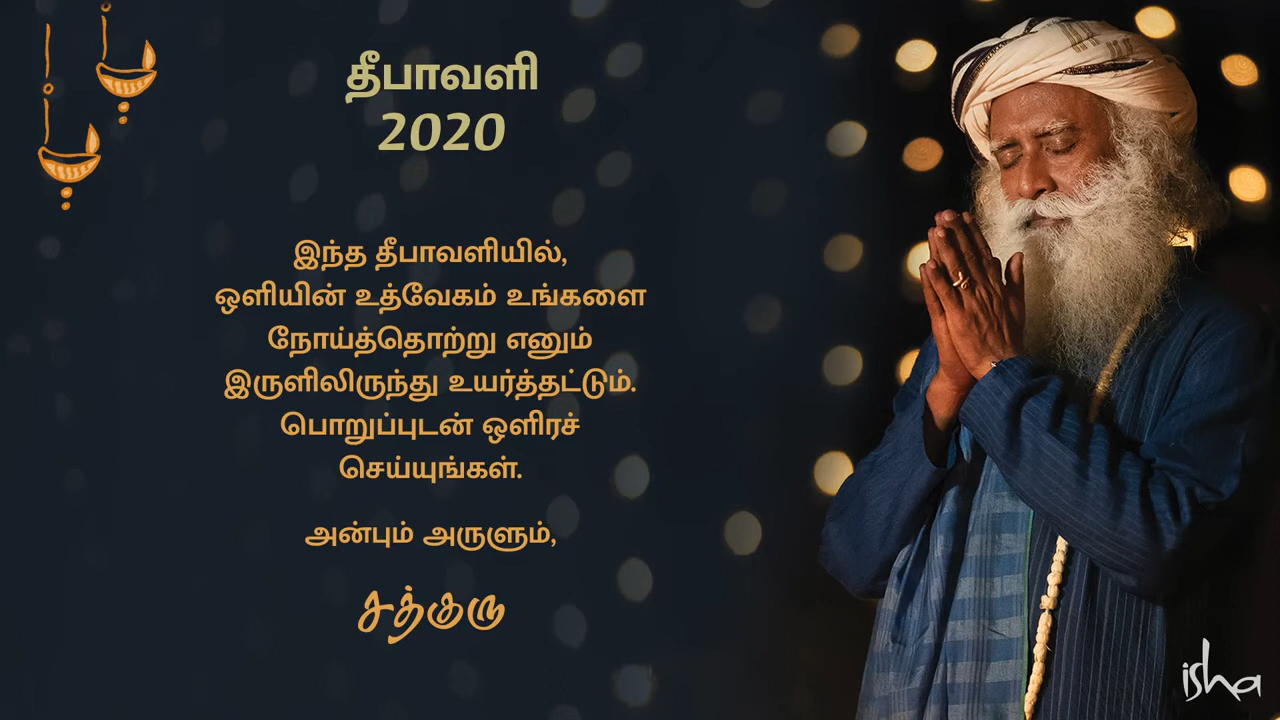 தீபாவளி
2020
இந்த தீபாவளியில்,
ஒளியின் உத்வேகம் உங்களை
நோய்த்தொற்று எனும்
இருளிலிருந்து உயர்த்தட்டும்.
பொறுப்புடன் ஒளிரச்
செய்யுங்கள்.
அன்பும் அருளும்,
சத்குரு
isha